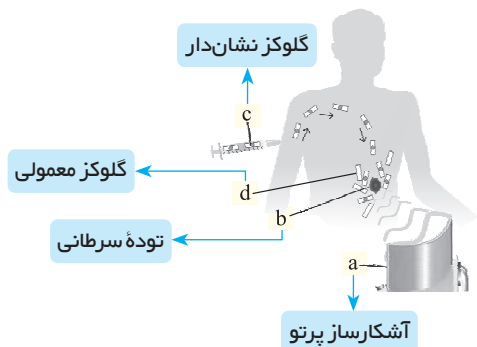 گلوکز نشان‌دار
c
گلوکز معمولی
d
b
تودهٔ سرطانی
a
آشکارساز پرتو